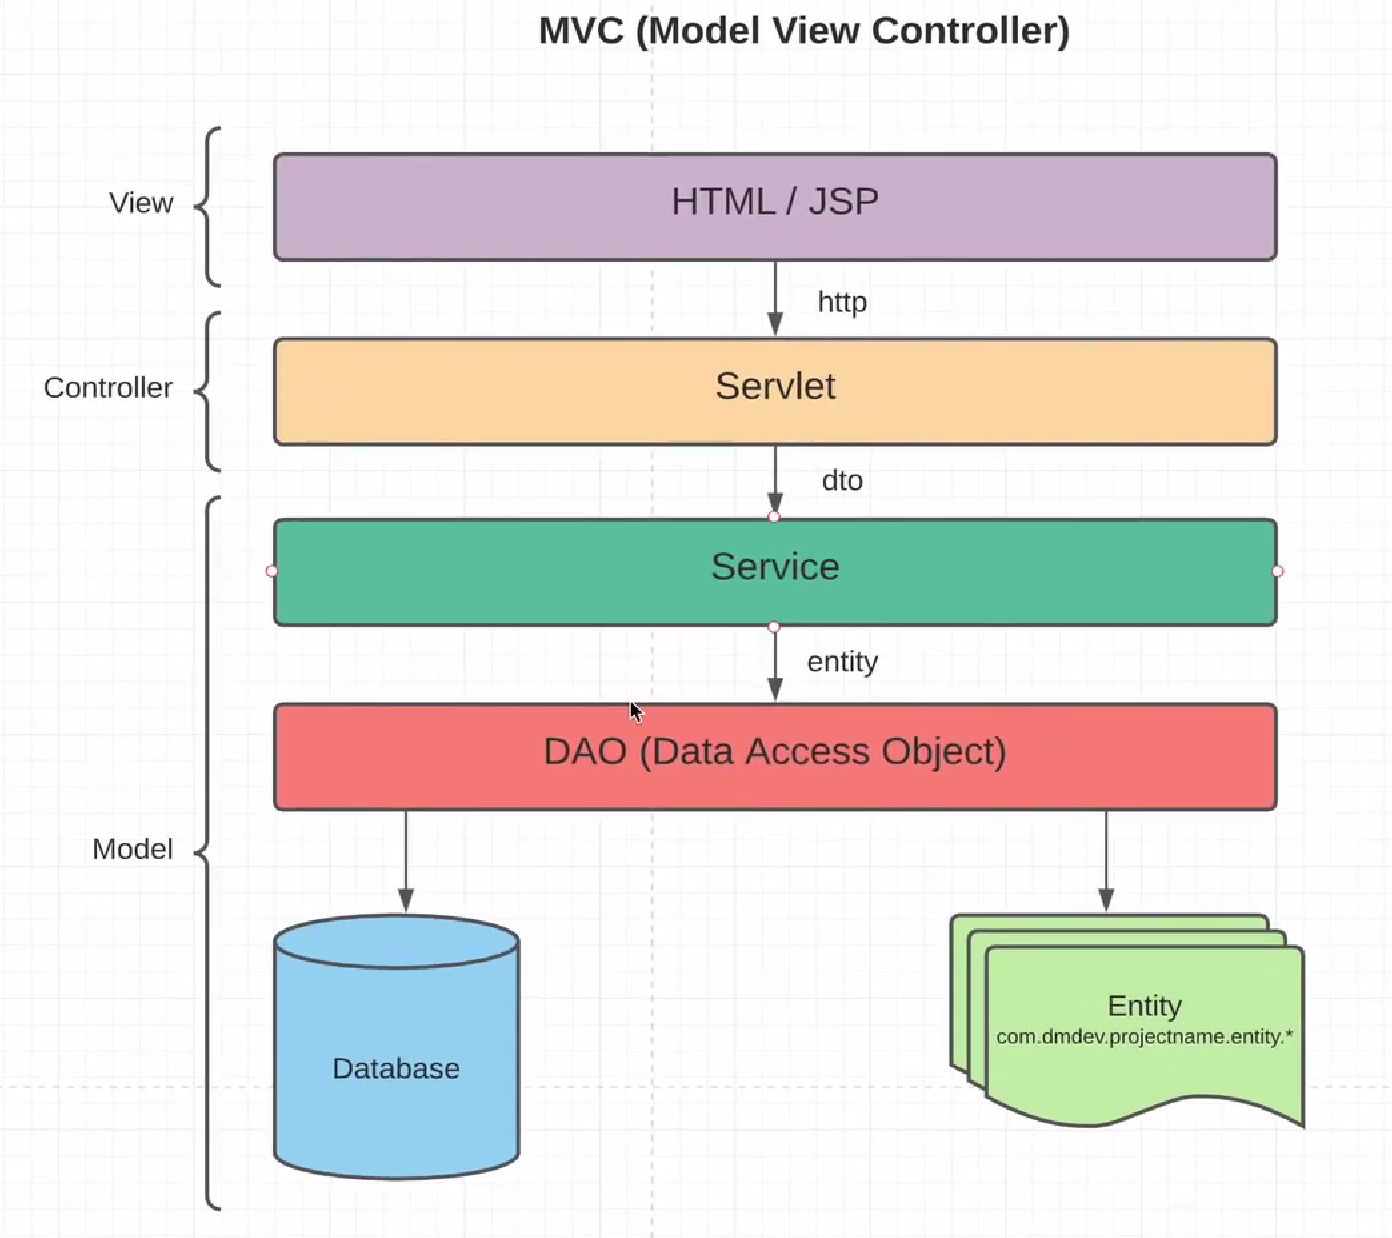 MVC (Model View Controller)
View
HTML / JSP
http
Controller
Servlet
dto
Service
entity
DAO (Data Access Object)
Model
Entity
com.dmdev.projectname.entity.*
Database